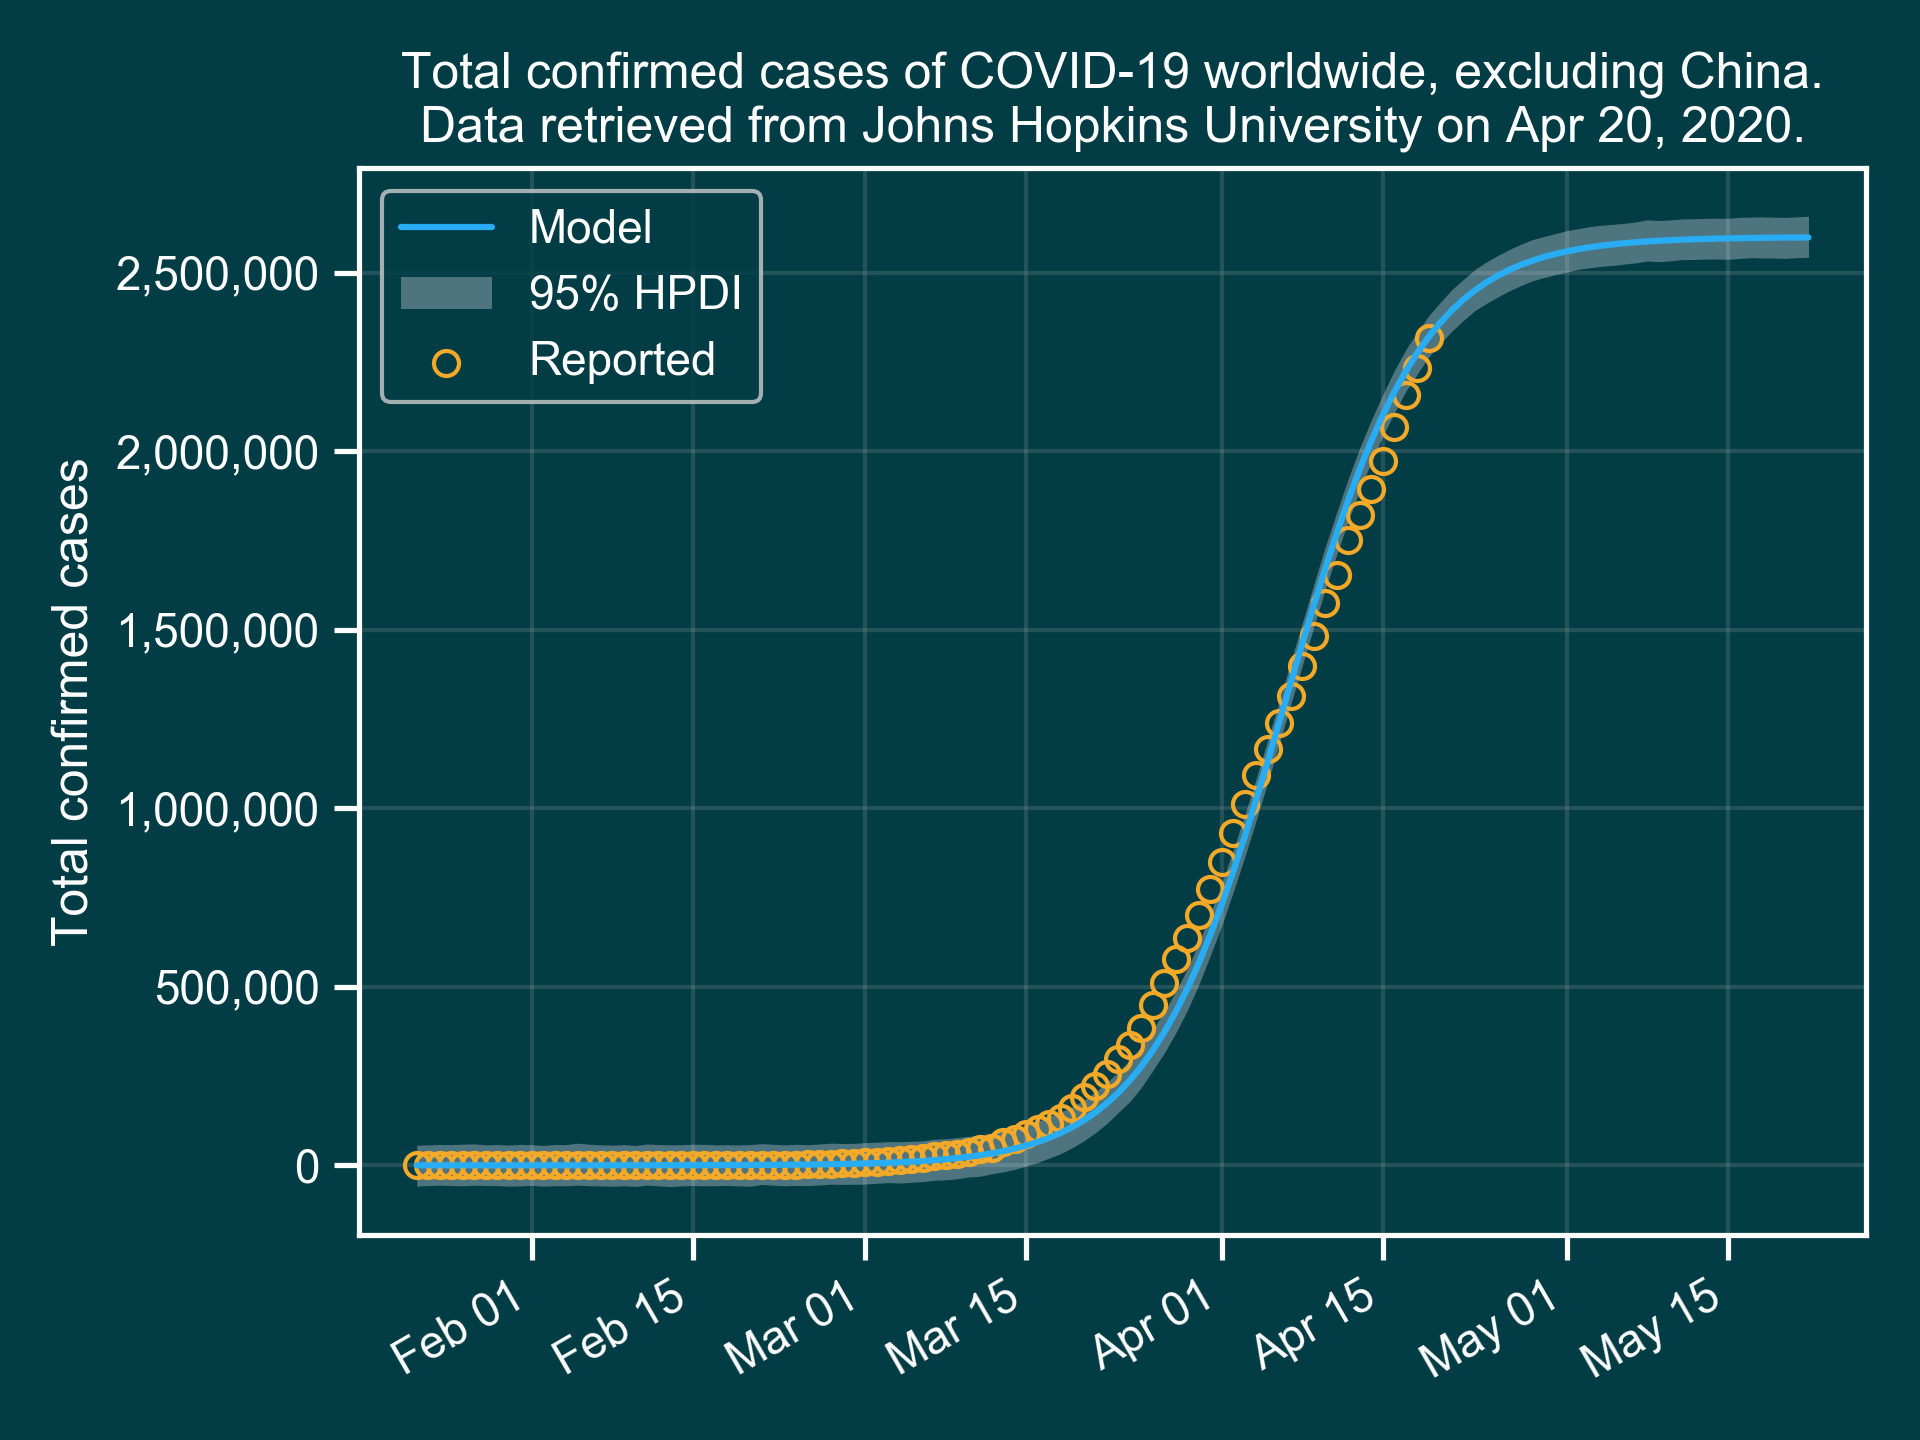 Total confirmed cases of COVID-19 worldwide, excluding China.
Data retrieved from Johns Hopkins University on Apr 20, 2020.
Model
95% HPDI
Reported
Total confirmed cases
2,500,000
2,000,000
1,500,000
1,000,000
500,000
0
Feb 01
Feb 15
Mar 01
Mar 15
Apr 01
Apr 15
May 01
May 15